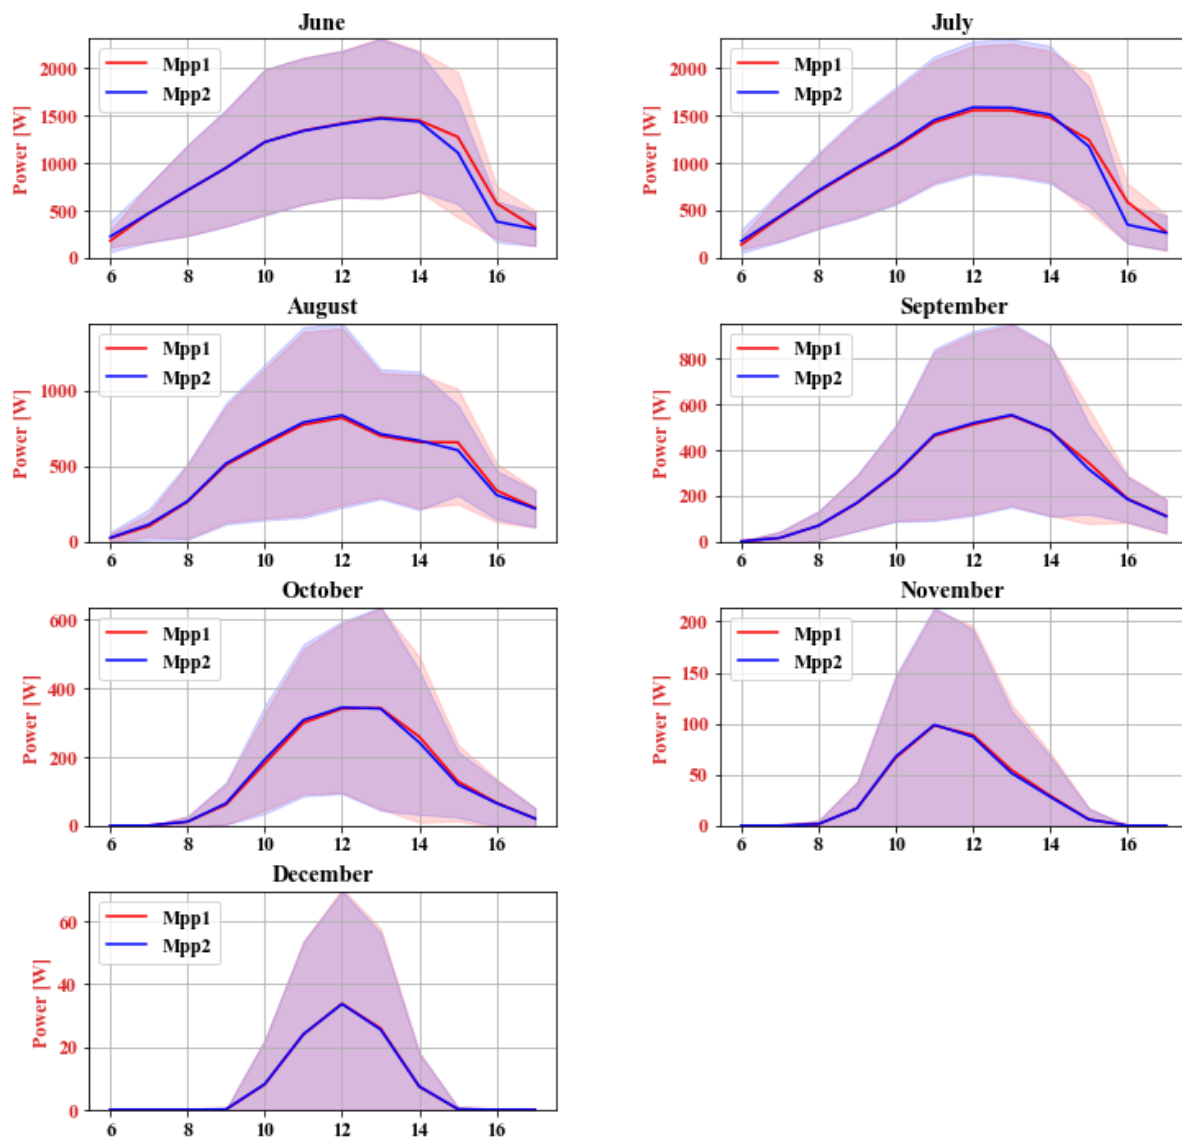 June
July
Power [W]
2000
1500
1000
500
0
Mpp1
Mpp2
6 8 10 12 14 16
Power [W]
2000
1500
1000
500
0
Mpp1
Mpp2
6 8 10 12 14 16
August
September
Power [W]
1000
500
0
Mpp1
Mpp2
6 8 10 12 14 16
Power [W]
800
600
400
200
0
Mpp1
Mpp2
6 8 10 12 14 16
October
November
Power [W]
600
400
200
0
Mpp1
Mpp2
6 8 10 12 14 16
Power [W]
200
150
100
50
0
Mpp1
Mpp2
6 8 10 12 14 16
December
Power [W]
60
40
20
0
Mpp1
Mpp2
6 8 10 12 14 16